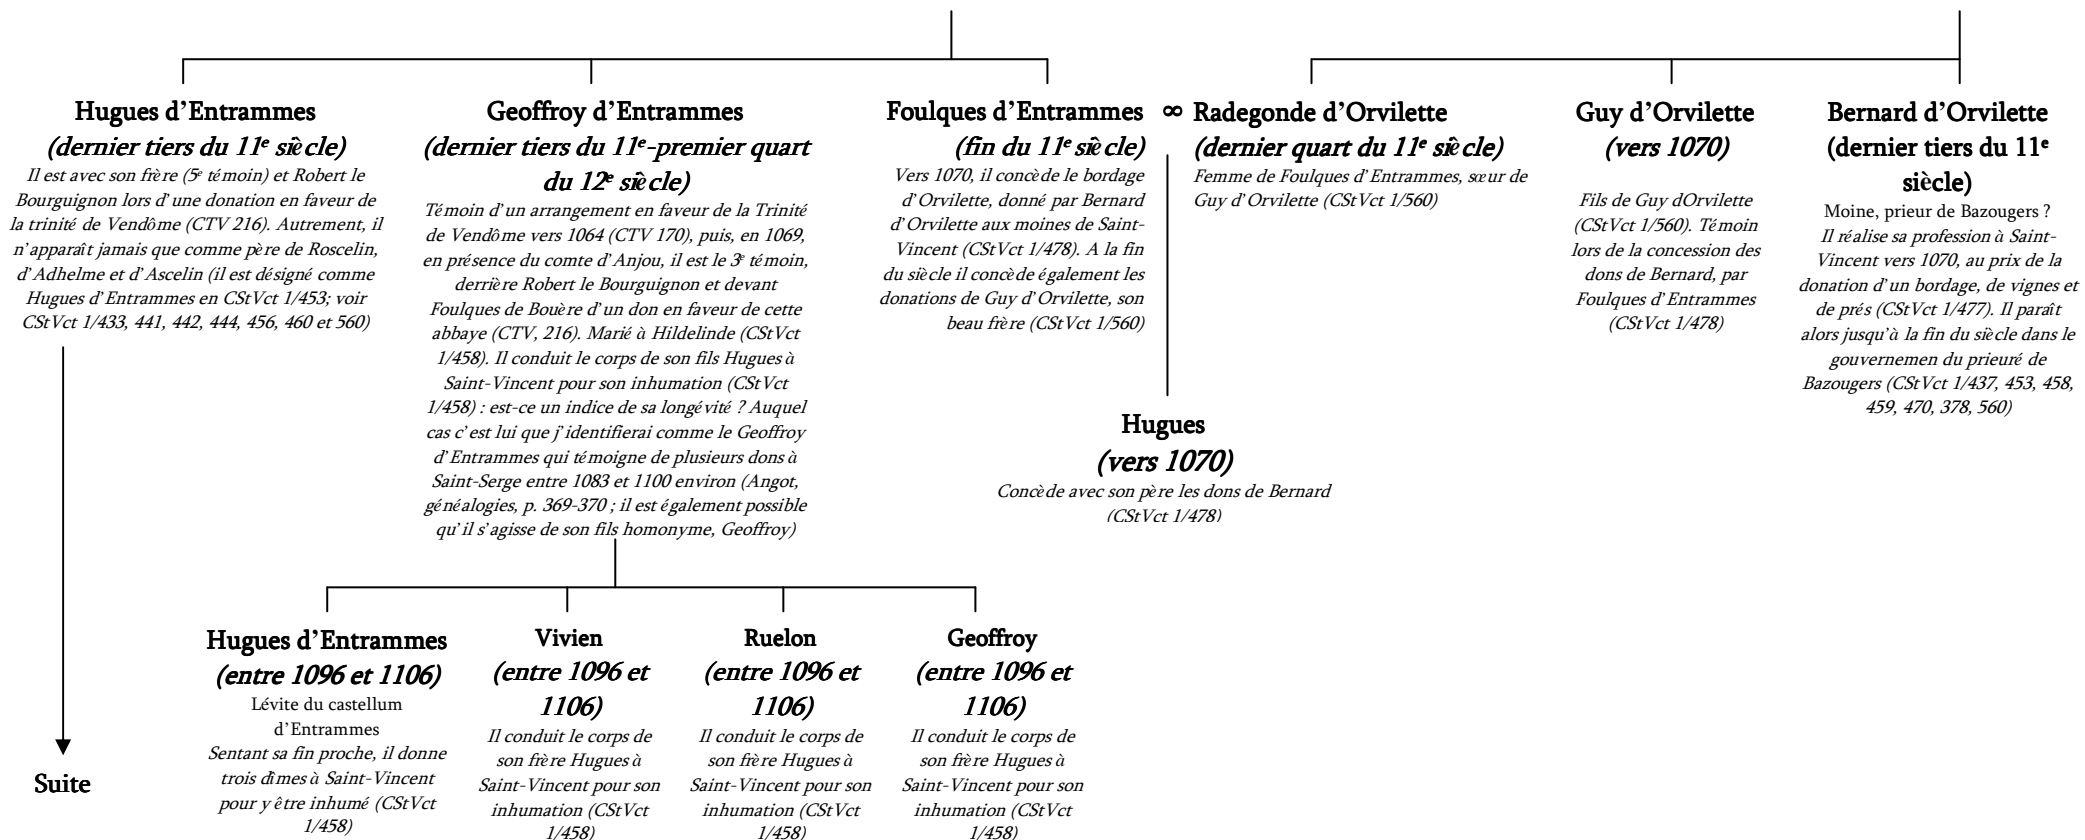 Hugues d’Entrammes
(dernier tiers du 11e siècle)
Il est avec son frère (5e témoin) et Robert le
Bourguignon lors d’une donation en faveur de
la trinité de Vendôme (CTV 216). Autrement, il
n’apparaît jamais que comme père de Roscelin,
d’Adhelme et d’Ascelin (il est désigné comme
Hugues d’Entrammes en CStVct 1/453; voir
CStVct 1/433, 441, 442, 444, 456, 460 et 560)
Suite
Geoffroy d’Entrammes
(dernier tiers du 11e-premier quart
du 12e siècle)
Témoin d’un arrangement en faveur de la Trinité
de Vendôme vers 1064 (CTV 170), puis, en 1069,
en présence du comte d’Anjou, il est le 3e témoin,
derrière Robert le Bourguignon et devant
Foulques de Bouère d’un don en faveur de cette
abbaye (CTV, 216). Marié à Hildelinde (CStVct
1/458). Il conduit le corps de son fils Hugues à
Saint-Vincent pour son inhumation (CStVct
1/458) : est-ce un indice de sa longévité ? Auquel
cas c’est lui que j’identifierai comme le Geoffroy
d’Entrammes qui témoigne de plusieurs dons à
Saint-Serge entre 1083 et 1100 environ (Angot,
généalogies, p. 369-370 ; il est également possible
qu’il s’agisse de son fils homonyme, Geoffroy)
Foulques d’Entrammes
(fin du 11e siècle)
Vers 1070, il concède le bordage
d’Orvilette, donné par Bernard
d’Orvilette aux moines de Saint-
Vincent (CStVct 1/478). A la fin
du siècle il concède également les
donations de Guy d’Orvilette, son
beau frère (CStVct 1/560)
∞
Radegonde d’Orvilette
(dernier quart du 11e siècle)
Femme de Foulques d’Entrammes, sœur de
Guy d’Orvilette (CStVct 1/560)
Guy d’Orvilette
(vers 1070)
Fils de Guy dOrvilette
(CStVct 1/560). Témoin
lors de la concession des
dons de Bernard, par
Foulques d’Entrammes
(CStVct 1/478)
Bernard d’Orvilette
(dernier tiers du 11e
siècle)
Moine, prieur de Bazougers ?
Il réalise sa profession à Saint-
Vincent vers 1070, au prix de la
donation d’un bordage, de vignes et
de prés (CStVct 1/477). Il paraît
alors jusqu’à la fin du siècle dans le
gouvernemen du prieuré de
Bazougers (CStVct 1/437, 453, 458,
459, 470, 378, 560)
Hugues
(vers 1070)
Concède avec son père les dons de Bernard
(CStVct 1/478)
Hugues d’Entrammes
(entre 1096 et 1106)
Lévite du castellum
d’Entrammes
Sentant sa fin proche, il donne
trois dîmes à Saint-Vincent
pour y être inhumé (CStVct
1/458)
Vivien
(entre 1096 et
1106)
Il conduit le corps de
son frère Hugues à
Saint-Vincent pour son
inhumation (CStVct
1/458)
Ruelon
(entre 1096 et
1106)
Il conduit le corps de
son frère Hugues à
Saint-Vincent pour son
inhumation (CStVct
1/458)
Geoffroy
(entre 1096 et
1106)
Il conduit le corps de
son frère Hugues à
Saint-Vincent pour son
inhumation (CStVct
1/458)